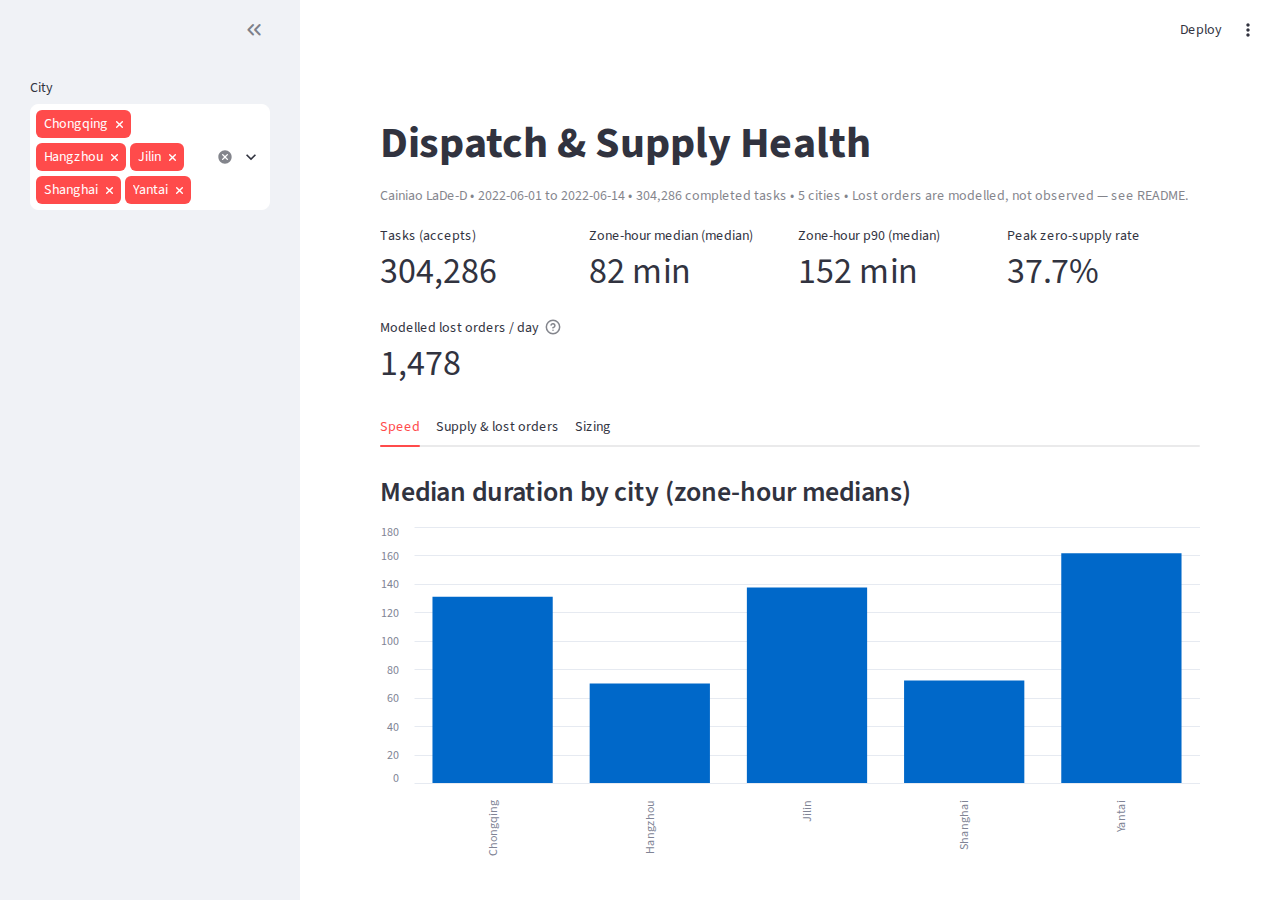 Deploy
City
Chongqing
Hangzhou Jilin
Shanghai Yantai
Dispatch & Supply Health
Cainiao LaDe-D • 2022-06-01 to 2022-06-14 • 304,286 completed tasks • 5 cities • Lost orders are modelled, not observed — see README.
Tasks (accepts)
304,286
Zone-hour median (median)
82 min
Zone-hour p90 (median)
152 min
Peak zero-supply rate
37.7%
Modelled lost orders / day
1,478
Speed Supply & lost orders Sizing
Median duration by city (zone-hour medians)
180
160
140
120
100
80
60
40
20
0
Chongqing
Hangzhou
Jilin
Shanghai
Yantai